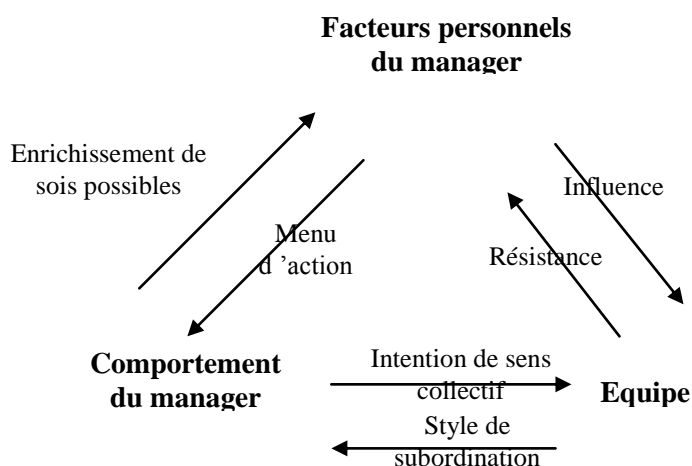 Facteurs personnels
du manager
Enrichissement de
sois possibles
Influence
Menu
d ’action
Résistance
Comportement
du manager
Intention de sens
collectif
Equipe
Style de
subordination